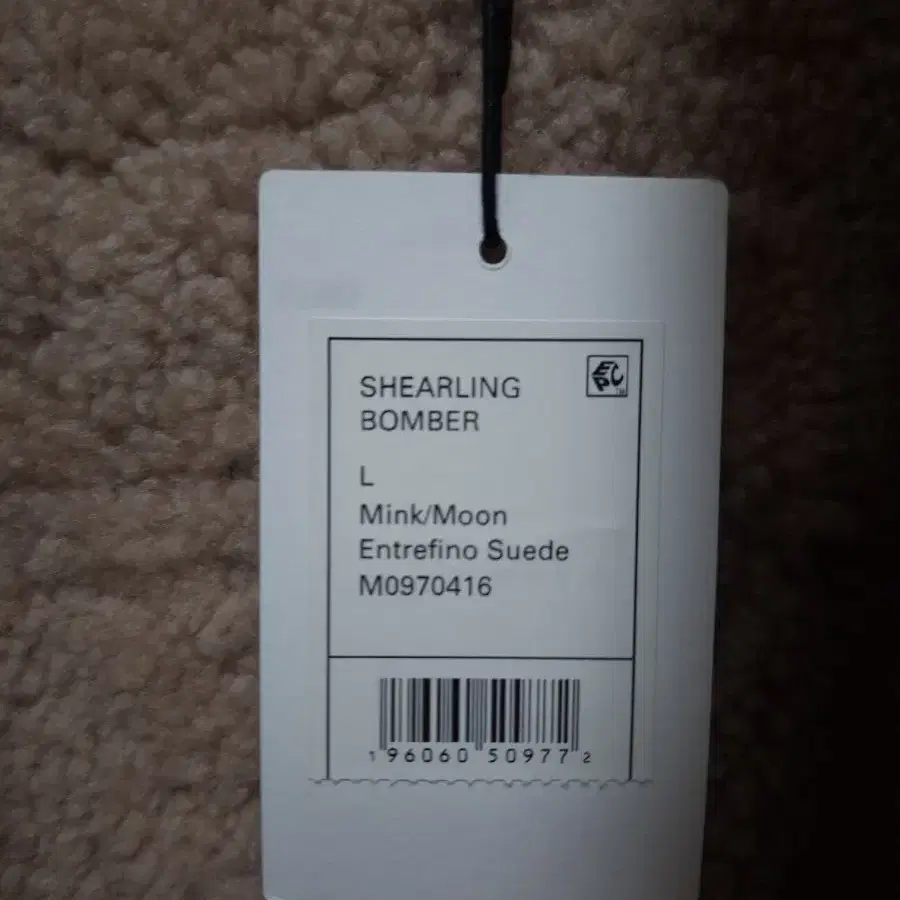 SHEARLING
BOMBER
L
Mink/Moon
Entrefino Suede
M0970416
1 96060 50977 2